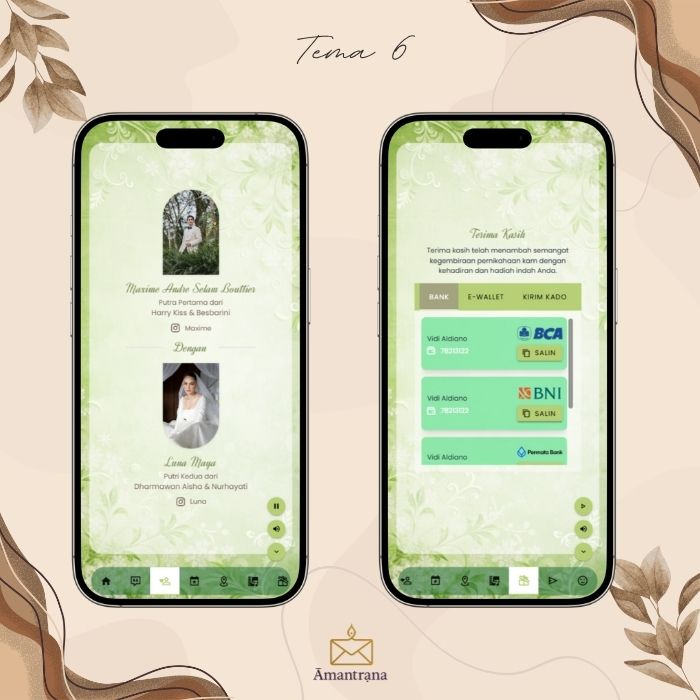 Tema 6
Maxime Andre Selam Bouttier
Putra Pertama dari
Harry Kiss & Besbarini
Maxime
Dengan
Luna Maya
Putri Kedua dari
Dharmawan Aisha & Nurhayati
Luna
Terima Kasih
Terima kasih telah menambah semangat
kegembiraan pernikahaan kam dengan
kehadiran dan hadiah indah Anda.
BANK E-WALLET KIRIM KADO
BCA
Vidi Aldiano
78213122 SALIN
BNI
Vidi Aldiano
78213122 SALIN
Permata Bank
Vidi Aldiano
Āmantraṇa